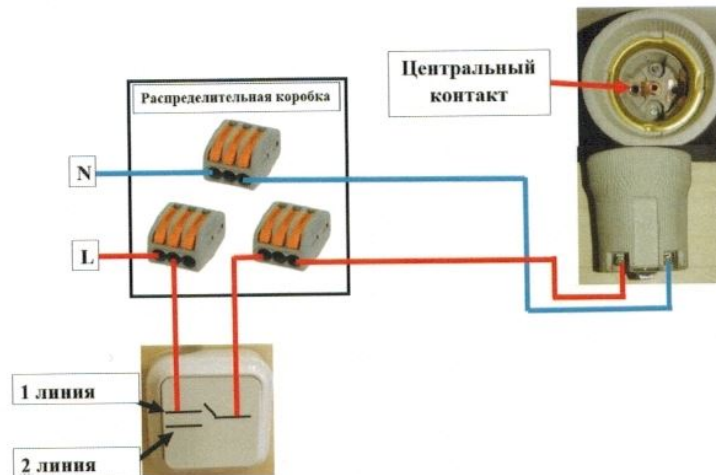 Распределительная коробка
Центральный
контакт
N
L
1 линия
2 линия